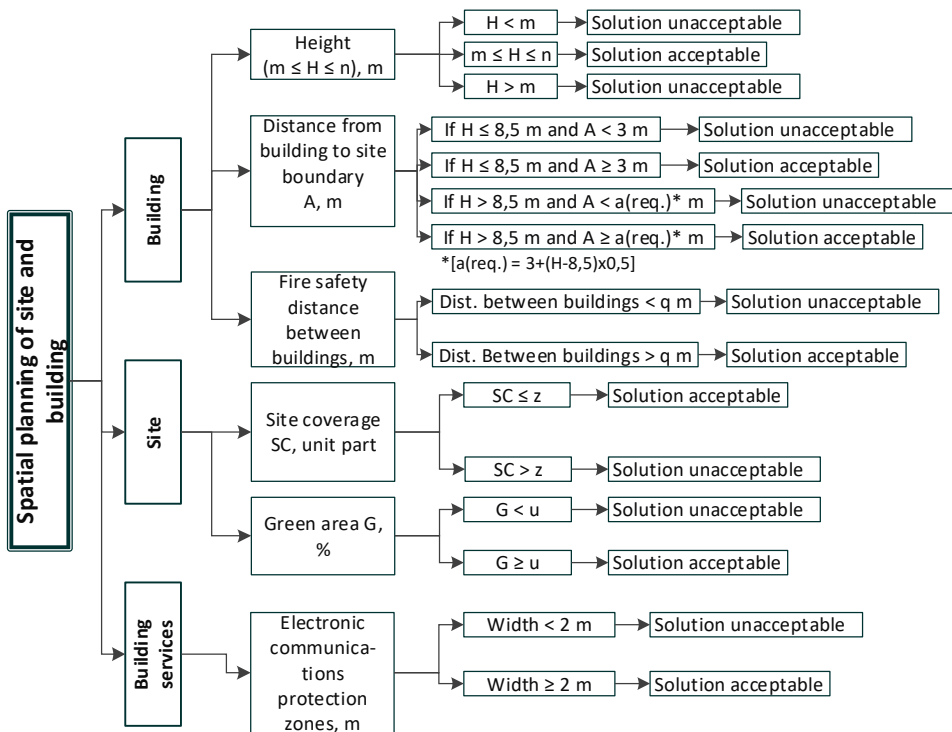 Spatial planning of site and
building
Building
Height
(m ≤ H ≤ n), m
H < m
Solution unacceptable
m ≤ H ≤ n
Solution acceptable
H > m
Solution unacceptable
Distance from
building to site
boundary
A, m
If H ≤ 8,5 m and A < 3 m
Solution unacceptable
If H ≤ 8,5 m and A ≥ 3 m
Solution acceptable
If H > 8,5 m and A < a(req.)* m
Solution unacceptable
If H > 8,5 m and A ≥ a(req.)* m
Solution acceptable
*[a(req.) = 3+(H-8,5)x0,5]
Fire safety
distance
between
buildings, m
Dist. between buildings < q m
Solution unacceptable
Dist. Between buildings > q m
Solution acceptable
Site
Site coverage
SC, unit part
SC ≤ z
Solution acceptable
SC > z
Solution unacceptable
Green area G,
%
G < u
Solution unacceptable
G ≥ u
Solution acceptable
Building
services
Electronic
communica-
tions
protection
zones, m
Width < 2 m
Solution unacceptable
Width ≥ 2 m
Solution acceptable